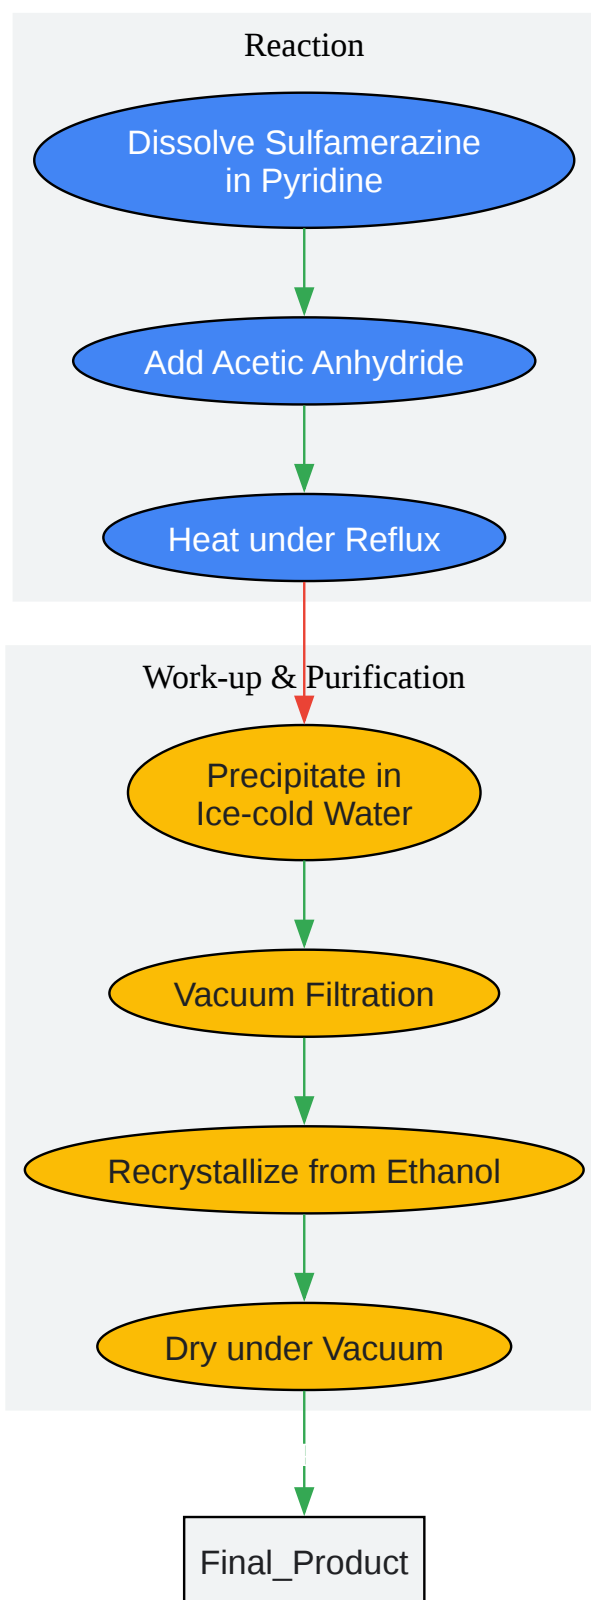 Reaction
Dissolve Sulfamerazine
in Pyridine
Add Acetic Anhydride
Heat under Reflux
Work-up & Purification
Precipitate in
Ice-cold Water
Vacuum Filtration
Recrystallize from Ethanol
Dry under Vacuum
Final_Product